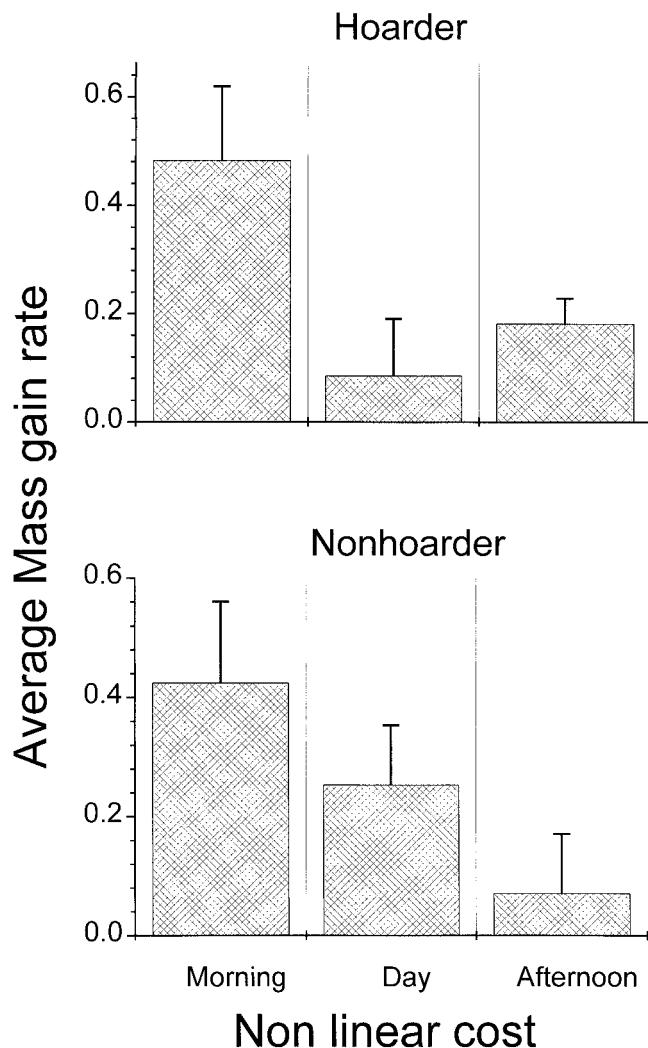 Hoarder
0.6
0.4
0.2
0.0
Average Mass gain rate
Nonhoarder
0.6
0.4
0.2
0.0
Morning Day Afternoon
Non linear cost